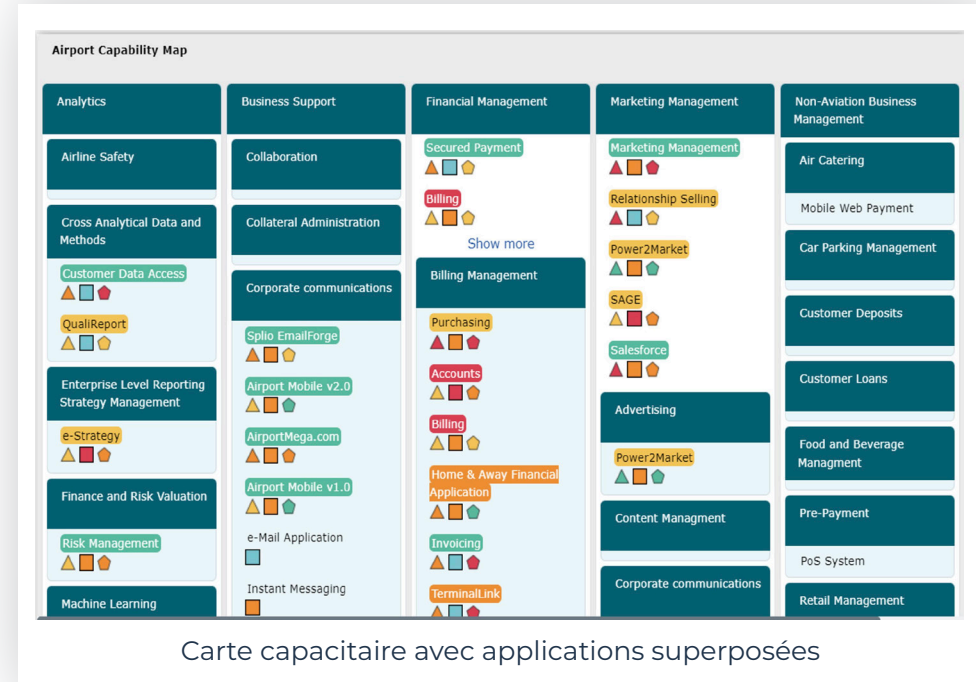 Airport Capability Map
Analytics
Airline Safety
Cross Analytical Data and
Methods
Customer Data Access
QualiReport
Enterprise Level Reporting
Strategy Management
e-Strategy
Finance and Risk Valuation
Risk Management
Machine Learning
Business Support
Collaboration
Collateral Administration
Corporate communications
Splio EmailForge
Airport Mobile v2.0
AirportMega.com
Airport Mobile v1.0
e-Mail Application
Instant Messaging
Financial Management
Secured Payment
Billing
Show more
Billing Management
Purchasing
Accounts
Billing
Home & Away Financial
Application
Invoicing
TerminalLink
Marketing Management
Marketing Management
Relationship Selling
Power2Market
SAGE
Salesforce
Advertising
Power2Market
Content Managment
Corporate communications
Non-Aviation Business
Management
Air Catering
Mobile Web Payment
Car Parking Management
Customer Deposits
Customer Loans
Food and Beverage
Managment
Pre-Payment
PoS System
Retail Management
Carte capacitaire avec applications superposées